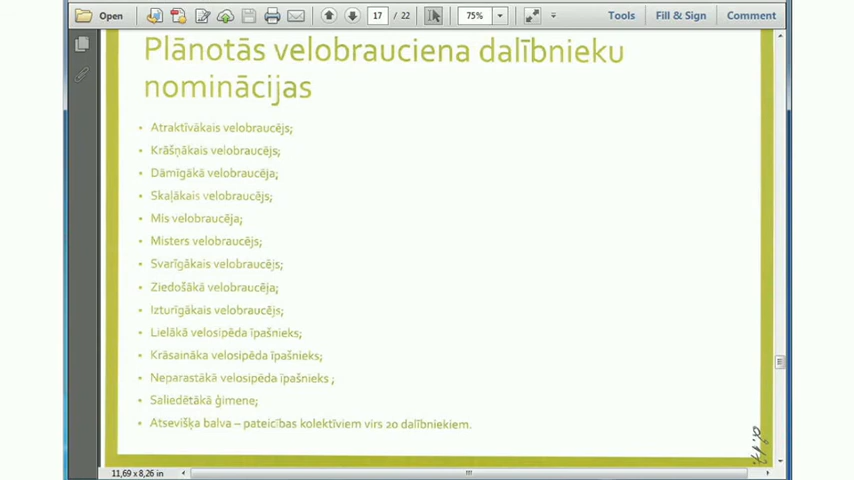 Open
17 / 22
75%
Tools
Fill & Sign
Comment
Plānotās velobrauciena dalībnieku
nominācijas
• Atraktīvākais velobraucējs;
• Krāšņākais velobraucējs;
• Dāmīgākā velobraucēja;
• Skaļākais velobraucējs;
• Mis velobraucēja;
• Misters velobraucējs;
• Svarīgākais velobraucējs;
• Ziedošākā velobraucēja;
• Izturīgākais velobraucējs;
• Lielākā velosipēda īpašnieks;
• Krāsaināka velosipēda īpašnieks;
• Neparastākā velosipēda īpašnieks ;
• Saliedētākā ģimene;
• Atsevišķa balva – pateicības kolektīviem virs 20 dalībniekiem.
11,69 x 8,26 in